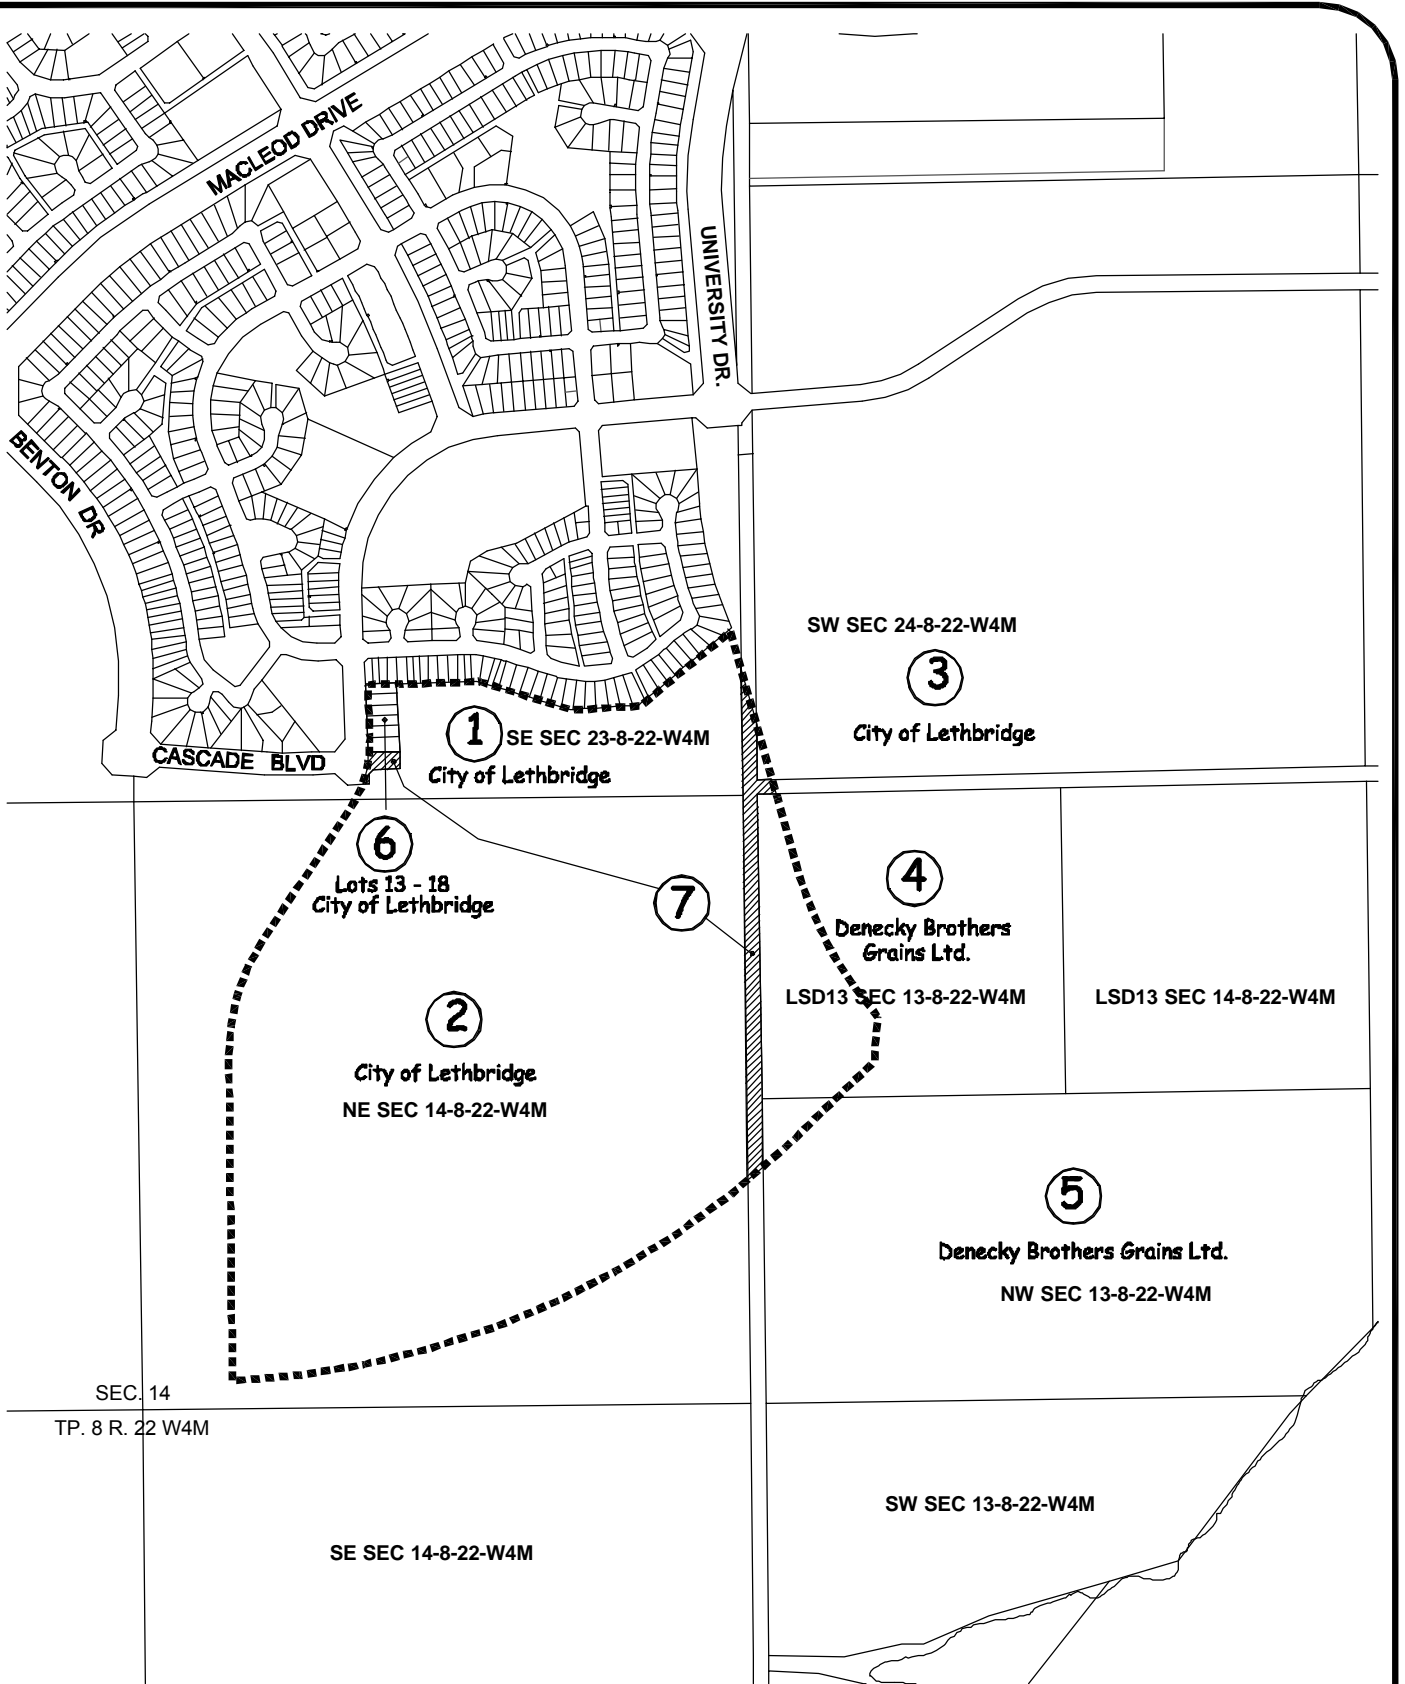 MACLEOD DRIVE
UNIVERSITY DR.
BENTON DR
SW SEC 24-8-22-W4M
3
City of Lethbridge
1
SE SEC 23-8-22-W4M
City of Lethbridge
CASCADE BLVD
6
Lots 13 - 18
City of Lethbridge
7
4
Denecky Brothers
Grains Ltd.
LSD13 SEC 13-8-22-W4M
LSD13 SEC 14-8-22-W4M
2
City of Lethbridge
NE SEC 14-8-22-W4M
5
Denecky Brothers Grains Ltd.
NW SEC 13-8-22-W4M
SEC. 14
TP. 8 R. 22 W4M
SW SEC 13-8-22-W4M
SE SEC 14-8-22-W4M